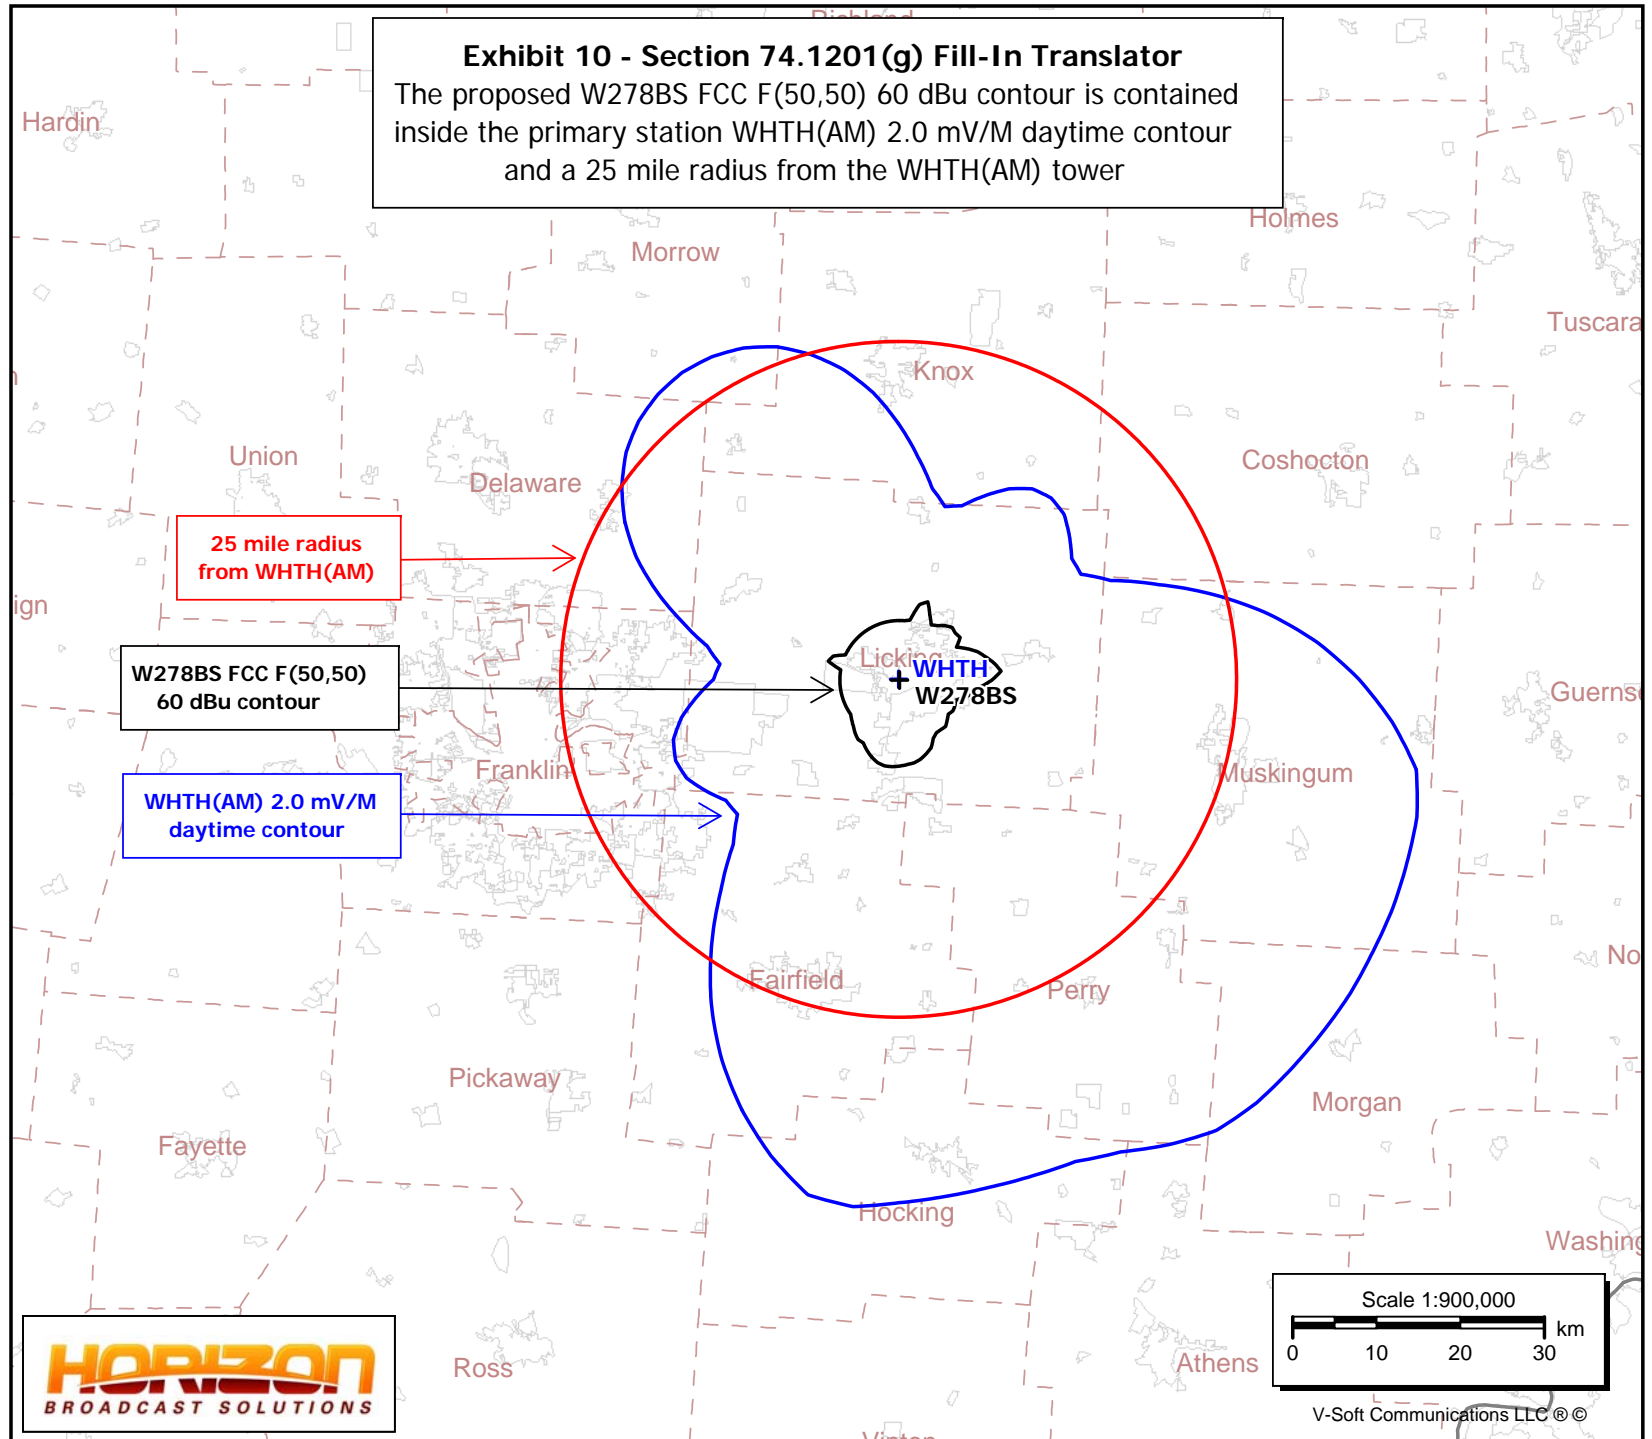 Exhibit 10 - Section 74.1201(g) Fill-In Translator
The proposed W278BS FCC F(50,50) 60 dBu contour is contained
inside the primary station WHTH(AM) 2.0 mV/M daytime contour
and a 25 mile radius from the WHTH(AM) tower
Richland
Hardin
Holmes
Morrow
Tuscara
Knox
Union
Delaware
Coshocton
25 mile radius
from WHTH(AM)
ign
Licking
WHTH
W278BS
W278BS FCC F(50,50)
60 dBu contour
Guerns
Franklin
Muskingum
WHTH(AM) 2.0 mV/M
daytime contour
No
Fairfield
Perry
Pickaway
Morgan
Fayette
Hocking
Washing
Scale 1:900,000
km
0 10 20 30
HORIZON
BROADCAST SOLUTIONS
Ross
Athens
V-Soft Communications LLC ® ©
Vinton